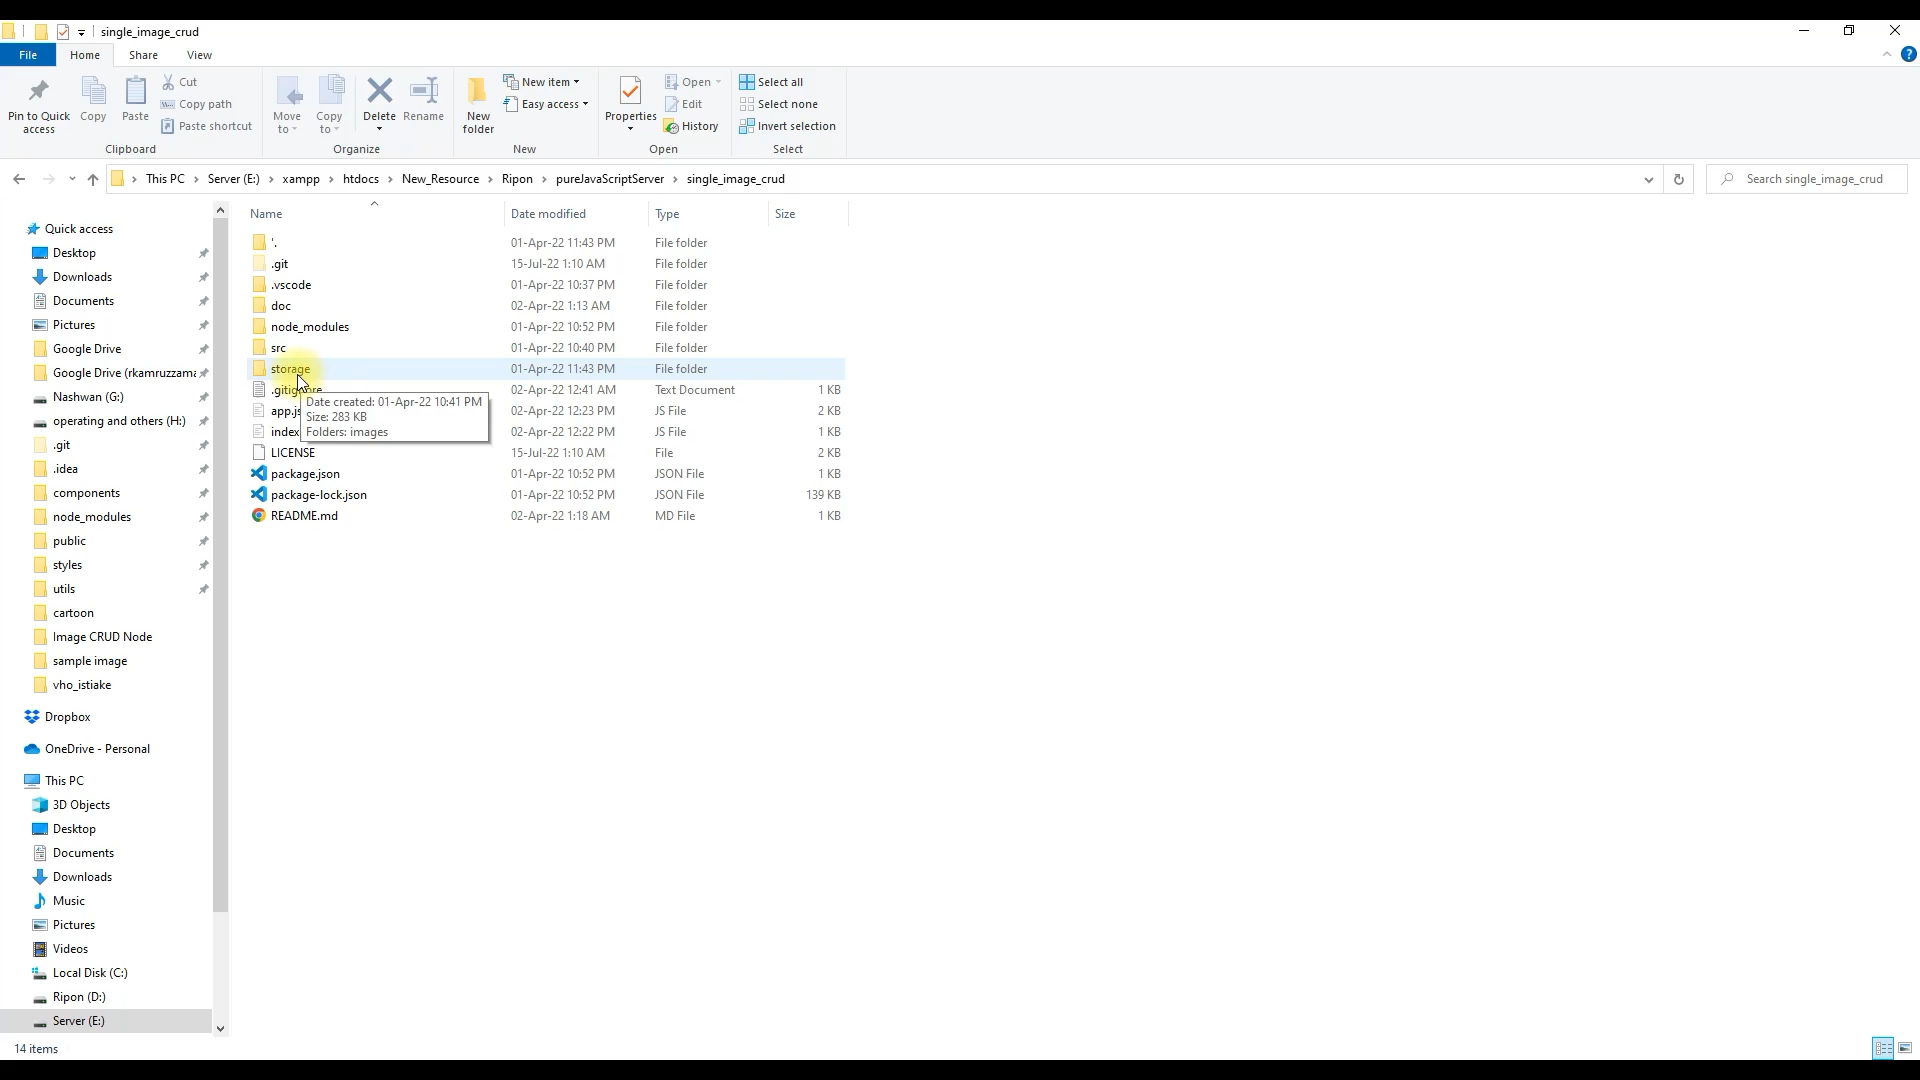 single_image_crud
File Home Share View
Pin to Quick access
Copy
Paste
Cut
Copy path
Paste shortcut
Clipboard
Move to
Copy to
Delete
Rename
Organize
New folder
New item
Easy access
New
Properties
Open
Edit
History
Open
Select all
Select none
Invert selection
Select
This PC > Server (E:) > xampp > htdocs > New_Resource > Ripon > pureJavaScriptServer > single_image_crud
Search single_image_crud
Quick access
Desktop
Downloads
Documents
Pictures
Google Drive
Google Drive (rkamruzzama
Nashwan (G:)
operating and others (H:)
.git
.idea
components
node_modules
public
styles
utils
cartoon
Image CRUD Node
sample image
vho_istiake
Dropbox
OneDrive - Personal
This PC
3D Objects
Desktop
Documents
Downloads
Music
Pictures
Videos
Local Disk (C:)
Ripon (D:)
Server (E:)
Name Date modified Type Size
'. 01-Apr-22 11:43 PM File folder
.git 15-Jul-22 1:10 AM File folder
.vscode 01-Apr-22 10:37 PM File folder
doc 02-Apr-22 1:13 AM File folder
node_modules 01-Apr-22 10:52 PM File folder
src 01-Apr-22 10:40 PM File folder
storage 01-Apr-22 11:43 PM File folder
02-Apr-22 12:41 AM Text Document 1 KB
app.js 02-Apr-22 12:23 PM JS File 2 KB
index 02-Apr-22 12:22 PM JS File 1 KB
LICENSE 15-Jul-22 1:10 AM File 2 KB
package.json 01-Apr-22 10:52 PM JSON File 1 KB
package-lock.json 01-Apr-22 10:52 PM JSON File 139 KB
README.md 02-Apr-22 1:18 AM MD File 1 KB
Date created: 01-Apr-22 10:41 PM
Size: 283 KB
Folders: images
14 items